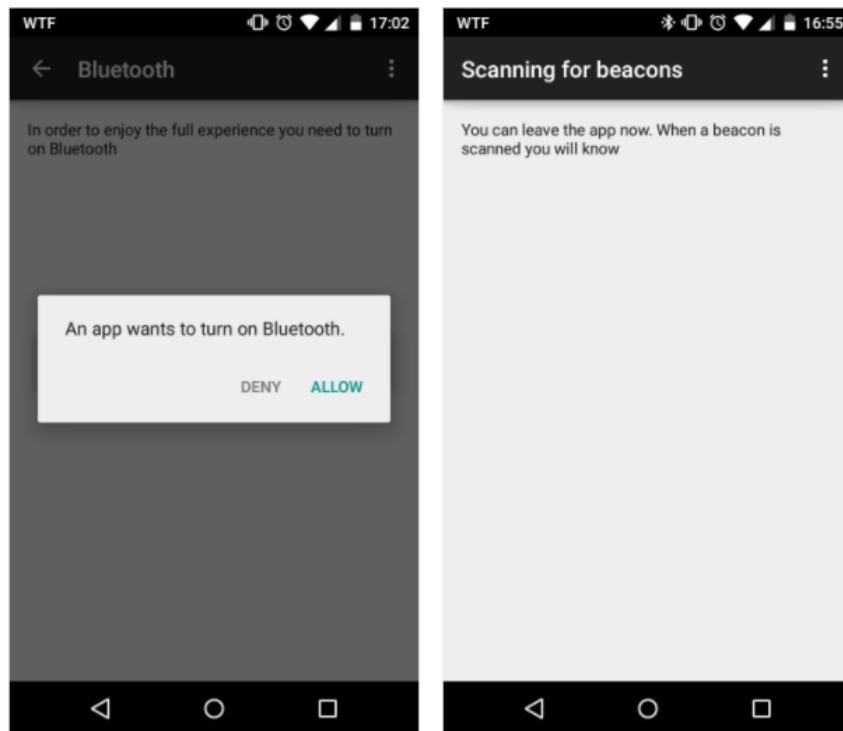 WTF 17:02
Bluetooth
In order to enjoy the full experience you need to turn
on Bluetooth
An app wants to turn on Bluetooth.
DENY ALLOW
WTF 16:55
Scanning for beacons
You can leave the app now. When a beacon is
scanned you will know